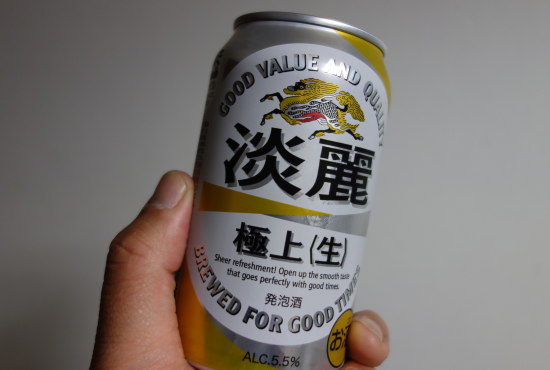 GOOD VALUE AND QUALITY
淡麗
極上〈生〉
Sheer refreshment! Open up the smooth taste
that goes perfectly with good times.
発泡酒
BREWED FOR GOOD TIMES
ALC.5.5%
お